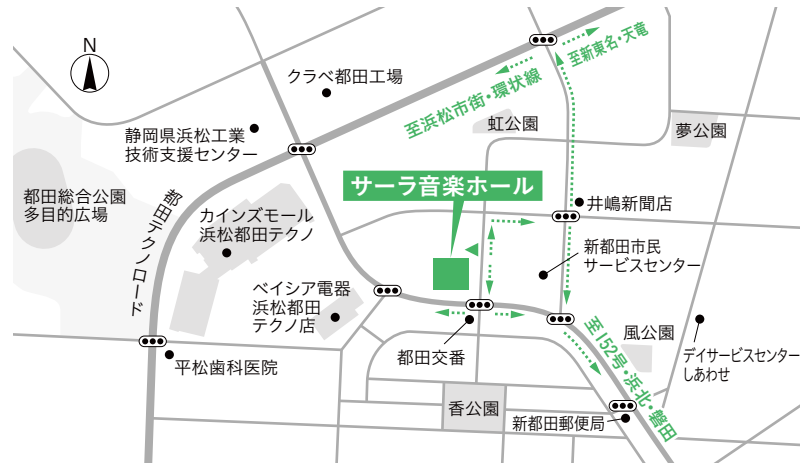 N
クラベ都田工場
至新東名・天竜
至浜松市街・環状線
静岡県浜松工業
技術支援センター
虹公園
夢公園
サーラ音楽ホール
都田総合公園
多目的広場
都田テクノロード
カインズモール
浜松都田テクノ
井嶋新聞店
新都田市民
サービスセンター
ベイシア電器
浜松都田
テクノ店
都田交番
平松歯科医院
至152号・浜北・磐田
風公園
デイサービスセンター
しあわせ
香公園
新都田郵便局